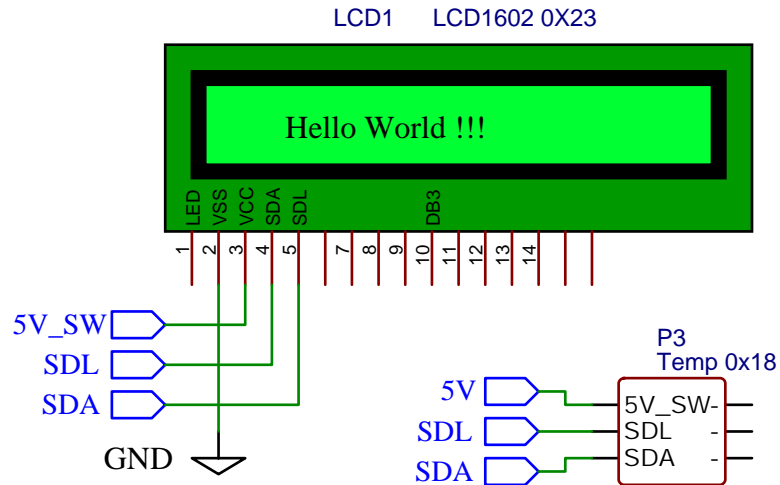 LCD1 LCD1602 0X23
Hello World !!!
LED VSS VCC SDA SDL DB3
1 2 3 4 5 7 8 9 10 11 12 13 14
5V_SW
SDL
SDA
GND
P3
Temp 0x18
5V 5V_SW-
SDL SDL -
SDA SDA -